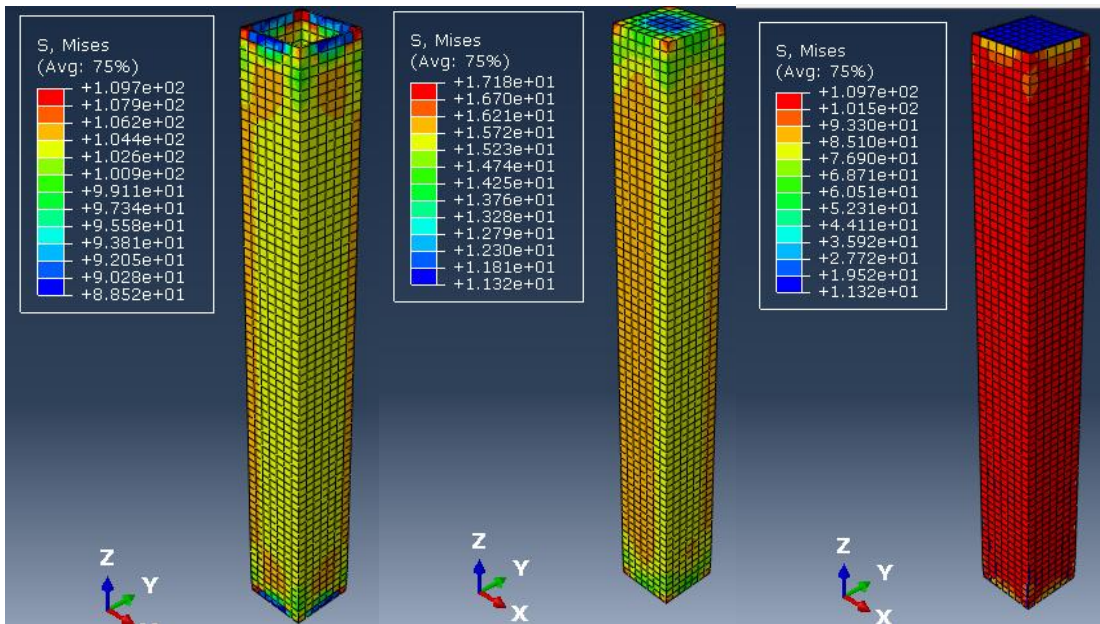 S, Mises
(Avg: 75%)
+1.097e+02
+1.079e+02
+1.062e+02
+1.044e+02
+1.026e+02
+1.009e+02
+9.911e+01
+9.734e+01
+9.558e+01
+9.381e+01
+9.205e+01
+9.028e+01
+8.852e+01
Z
Y
S, Mises
(Avg: 75%)
+1.718e+01
+1.670e+01
+1.621e+01
+1.572e+01
+1.523e+01
+1.474e+01
+1.425e+01
+1.376e+01
+1.328e+01
+1.279e+01
+1.230e+01
+1.181e+01
+1.132e+01
Z
Y
X
S, Mises
(Avg: 75%)
+1.097e+02
+1.015e+02
+9.330e+01
+8.510e+01
+7.690e+01
+6.871e+01
+6.051e+01
+5.231e+01
+4.411e+01
+3.592e+01
+2.772e+01
+1.952e+01
+1.132e+01
Z
Y
X